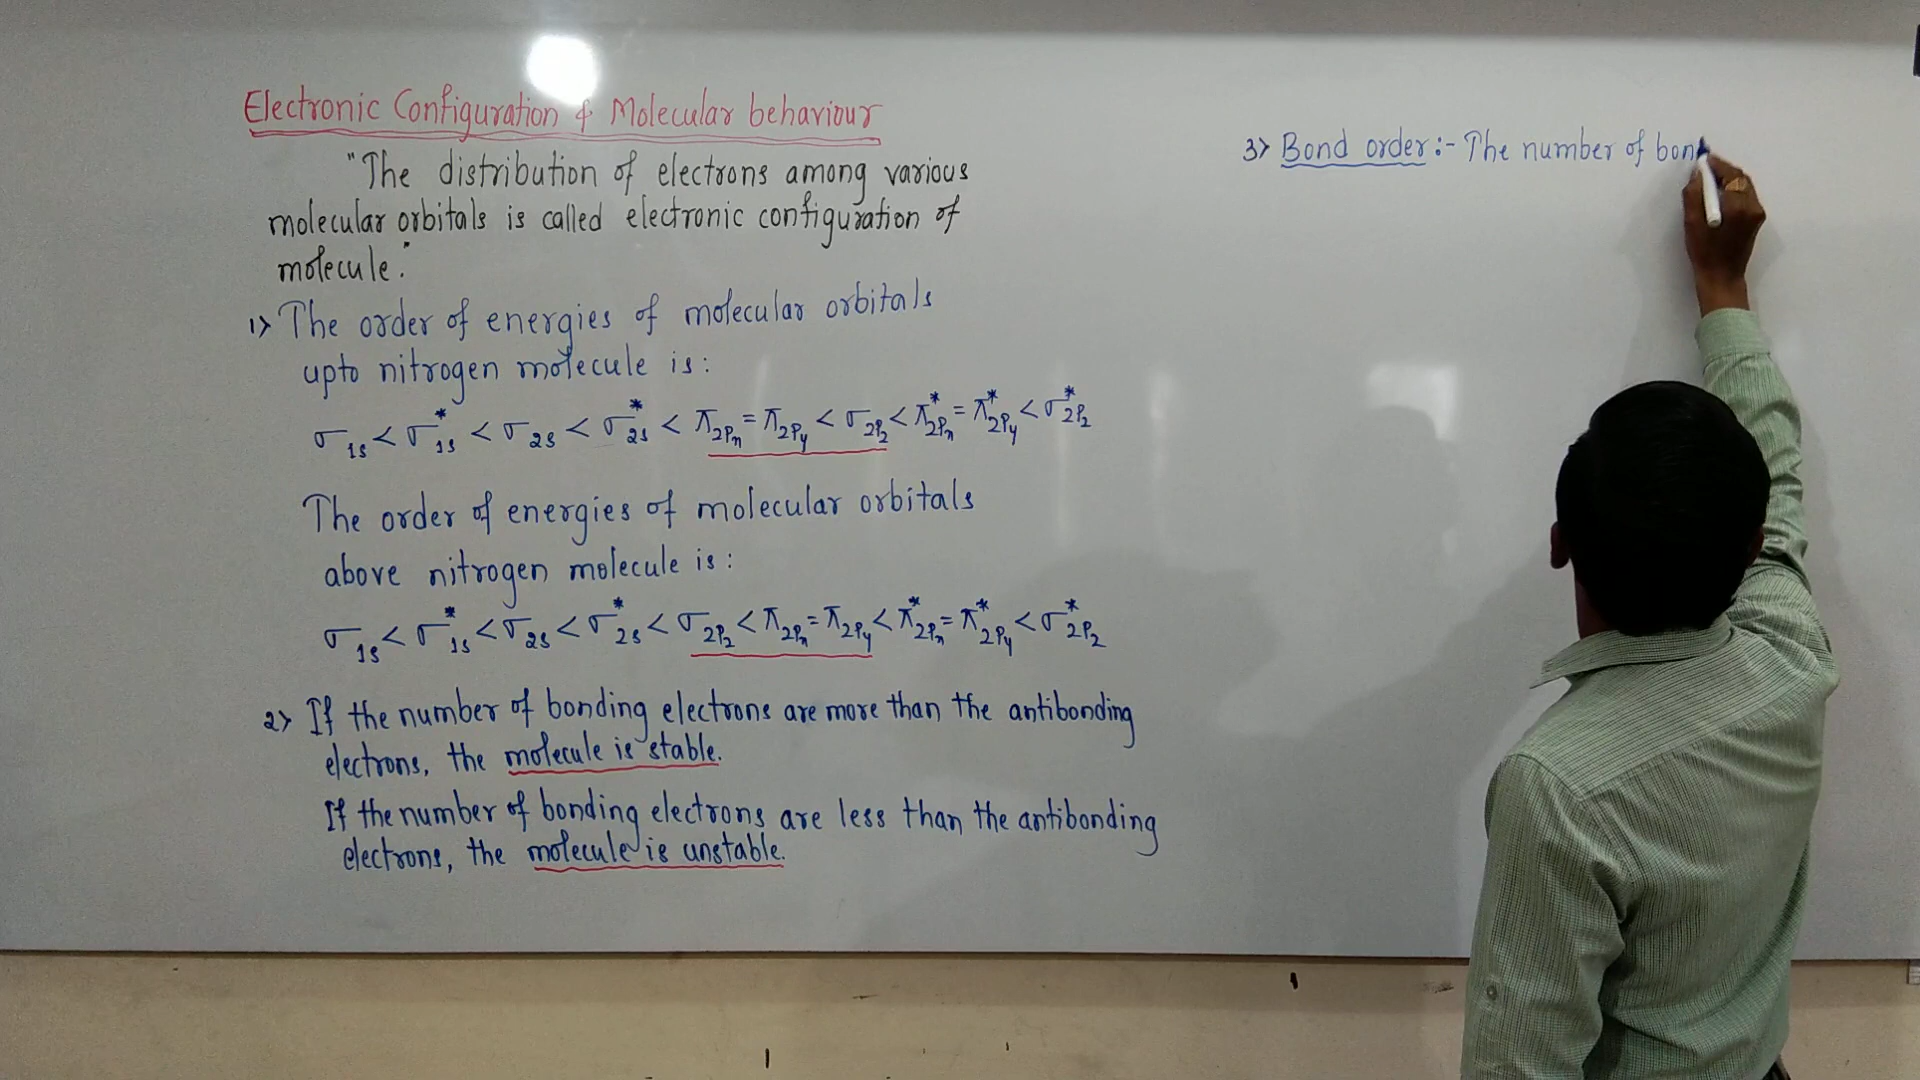 Electronic Configuration & Molecular behaviour
"The distribution of electrons among various
molecular orbitals is called electronic configuration of
molecule."
1> The order of energies of molecular orbitals
upto nitrogen molecule is:
σ1s < σ*1s < σ2s < σ*2s < π2Px = π2Py < σ2Pz < π*2Px = π*2Py < σ*2Pz
The order of energies of molecular orbitals
above nitrogen molecule is:
σ1s < σ*1s < σ2s < σ*2s < σ2Pz < π2Px = π2Py < π*2Px = π*2Py < σ*2Pz
2> If the number of bonding electrons are more than the antibonding
electrons, the molecule is stable.
If the number of bonding electrons are less than the antibonding
electrons, the molecule is unstable.
3> Bond order :- The number of bon